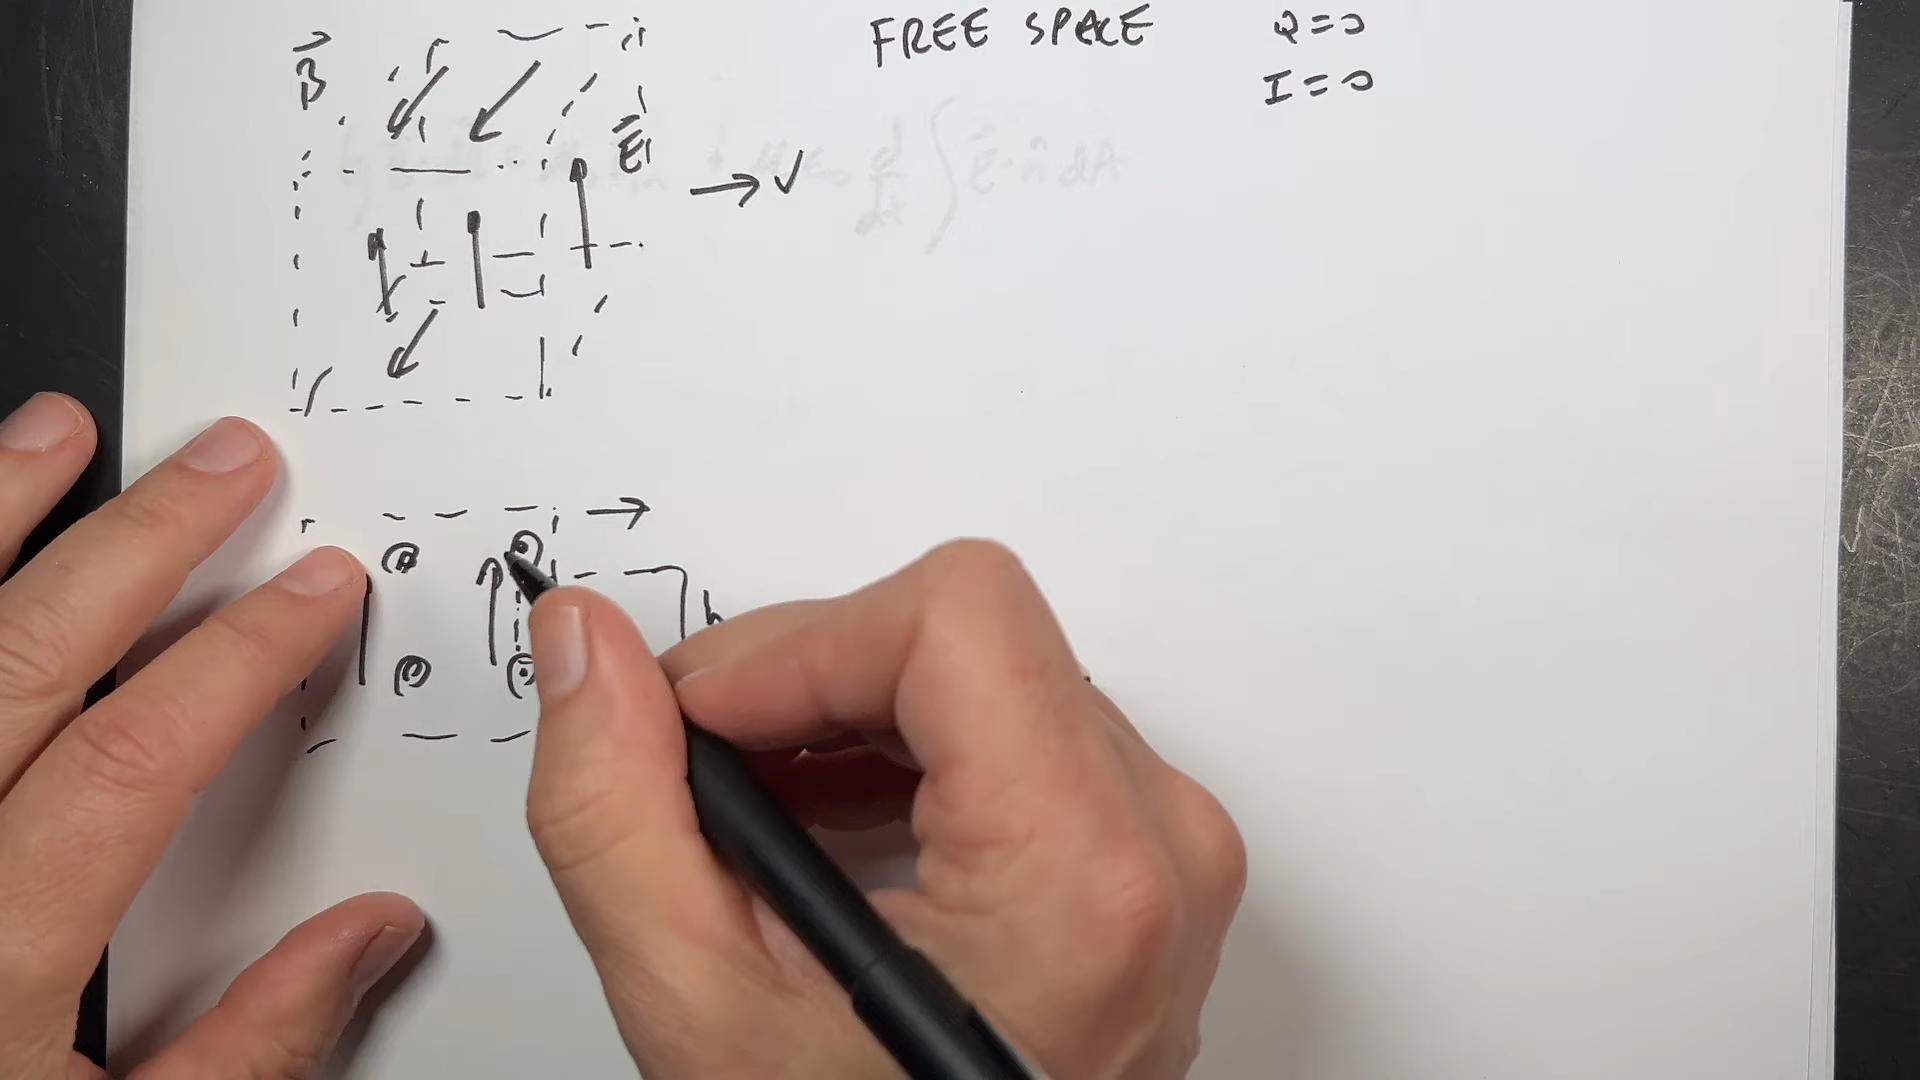 FREE SPACE
Q=0
I=0
B
E
→ v
h